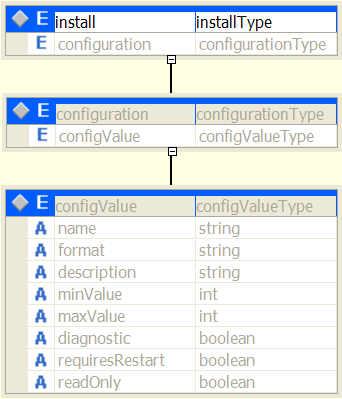 E install installType
E configuration configurationType
E configuration configurationType
E configValue configValueType
E configValue configValueType
A name string
A format string
A description string
A minValue int
A maxValue int
A diagnostic boolean
A requiresRestart boolean
A readOnly boolean